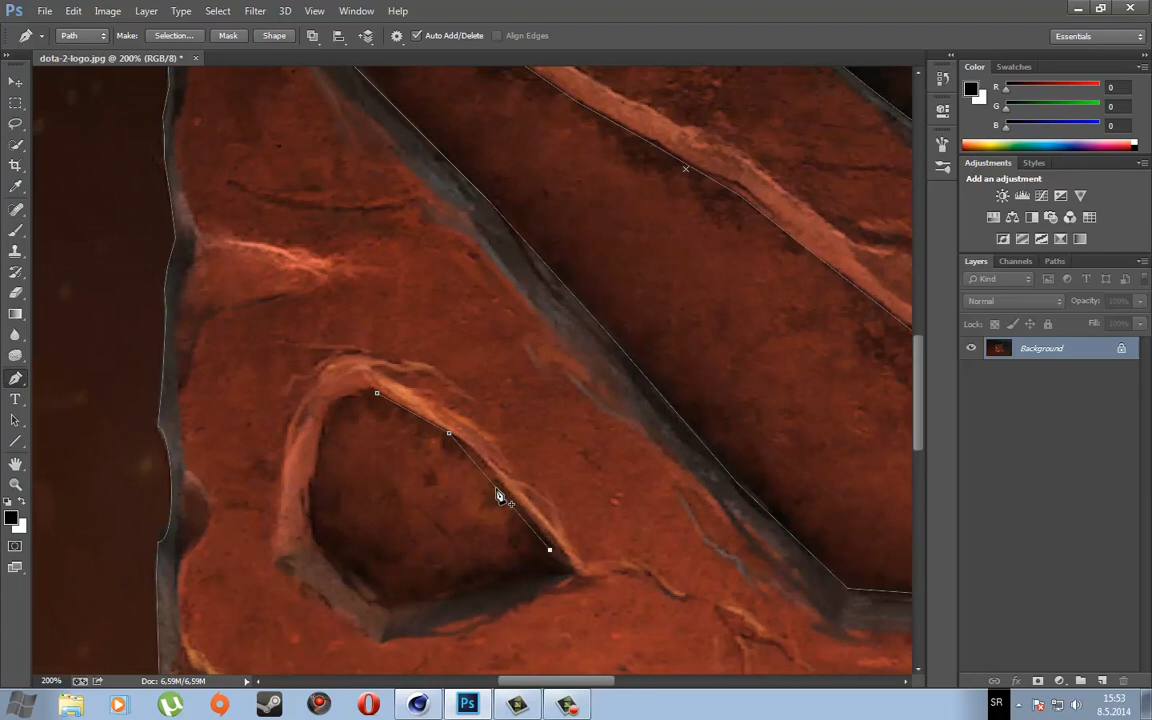 Ps File Edit Image Layer Type Select Filter 3D View Window Help
Path Make: Selection... Mask Shape Auto Add/Delete Align Edges Essentials
dota-2-logo.jpg @ 200% (RGB/8) *
Color Swatches
R 0
G 0
B 0
Adjustments Styles
Add an adjustment
Layers Channels Paths
Kind
Normal Opacity: 100%
Lock: Fill: 100%
Background
200% Doc: 6,59M/6,59M
Ps SR 15:53
8.5.2014